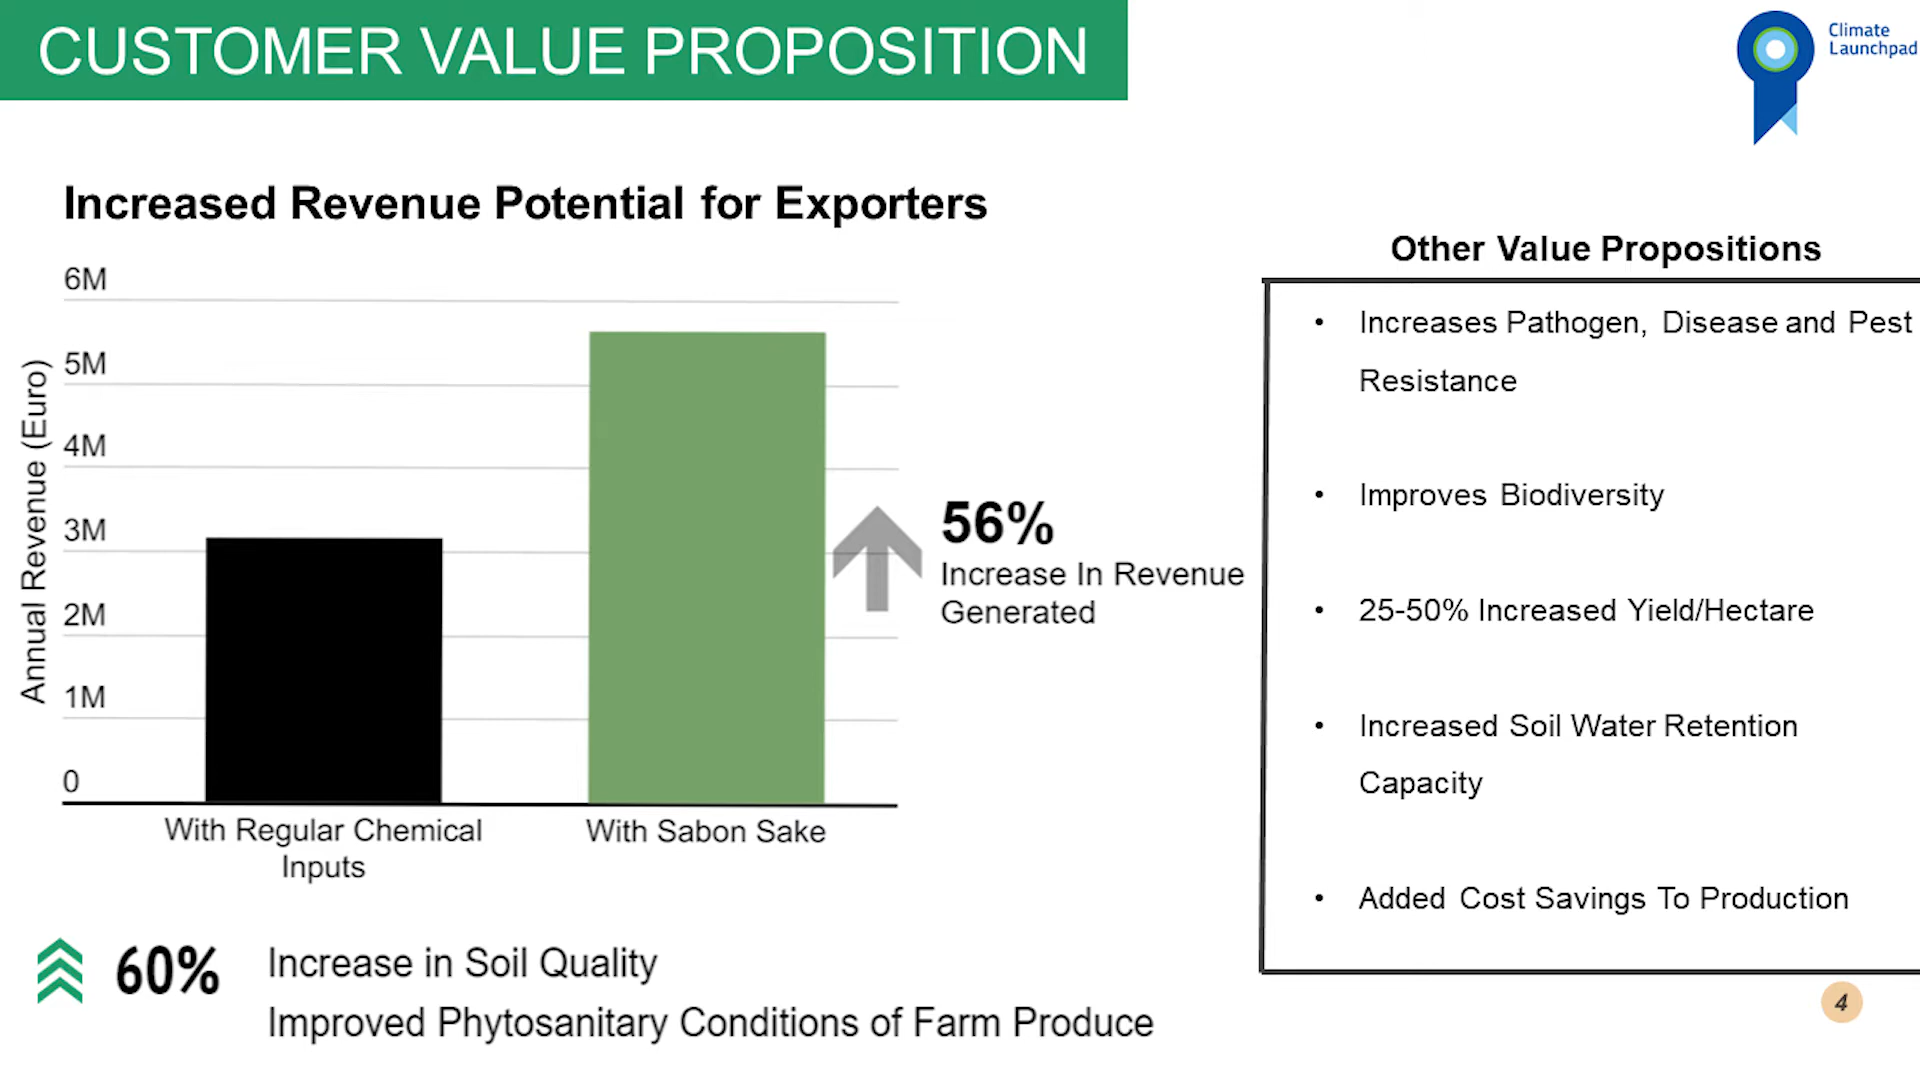 CUSTOMER VALUE PROPOSITION
Climate
Launchpad
Increased Revenue Potential for Exporters
6M
5M
4M
3M
2M
1M
0
Annual Revenue (Euro)
With Regular Chemical
Inputs
With Sabon Sake
56%
Increase In Revenue
Generated
60%
Increase in Soil Quality
Improved Phytosanitary Conditions of Farm Produce
Other Value Propositions
• Increases Pathogen, Disease and Pest
Resistance
• Improves Biodiversity
• 25-50% Increased Yield/Hectare
• Increased Soil Water Retention
Capacity
• Added Cost Savings To Production
4